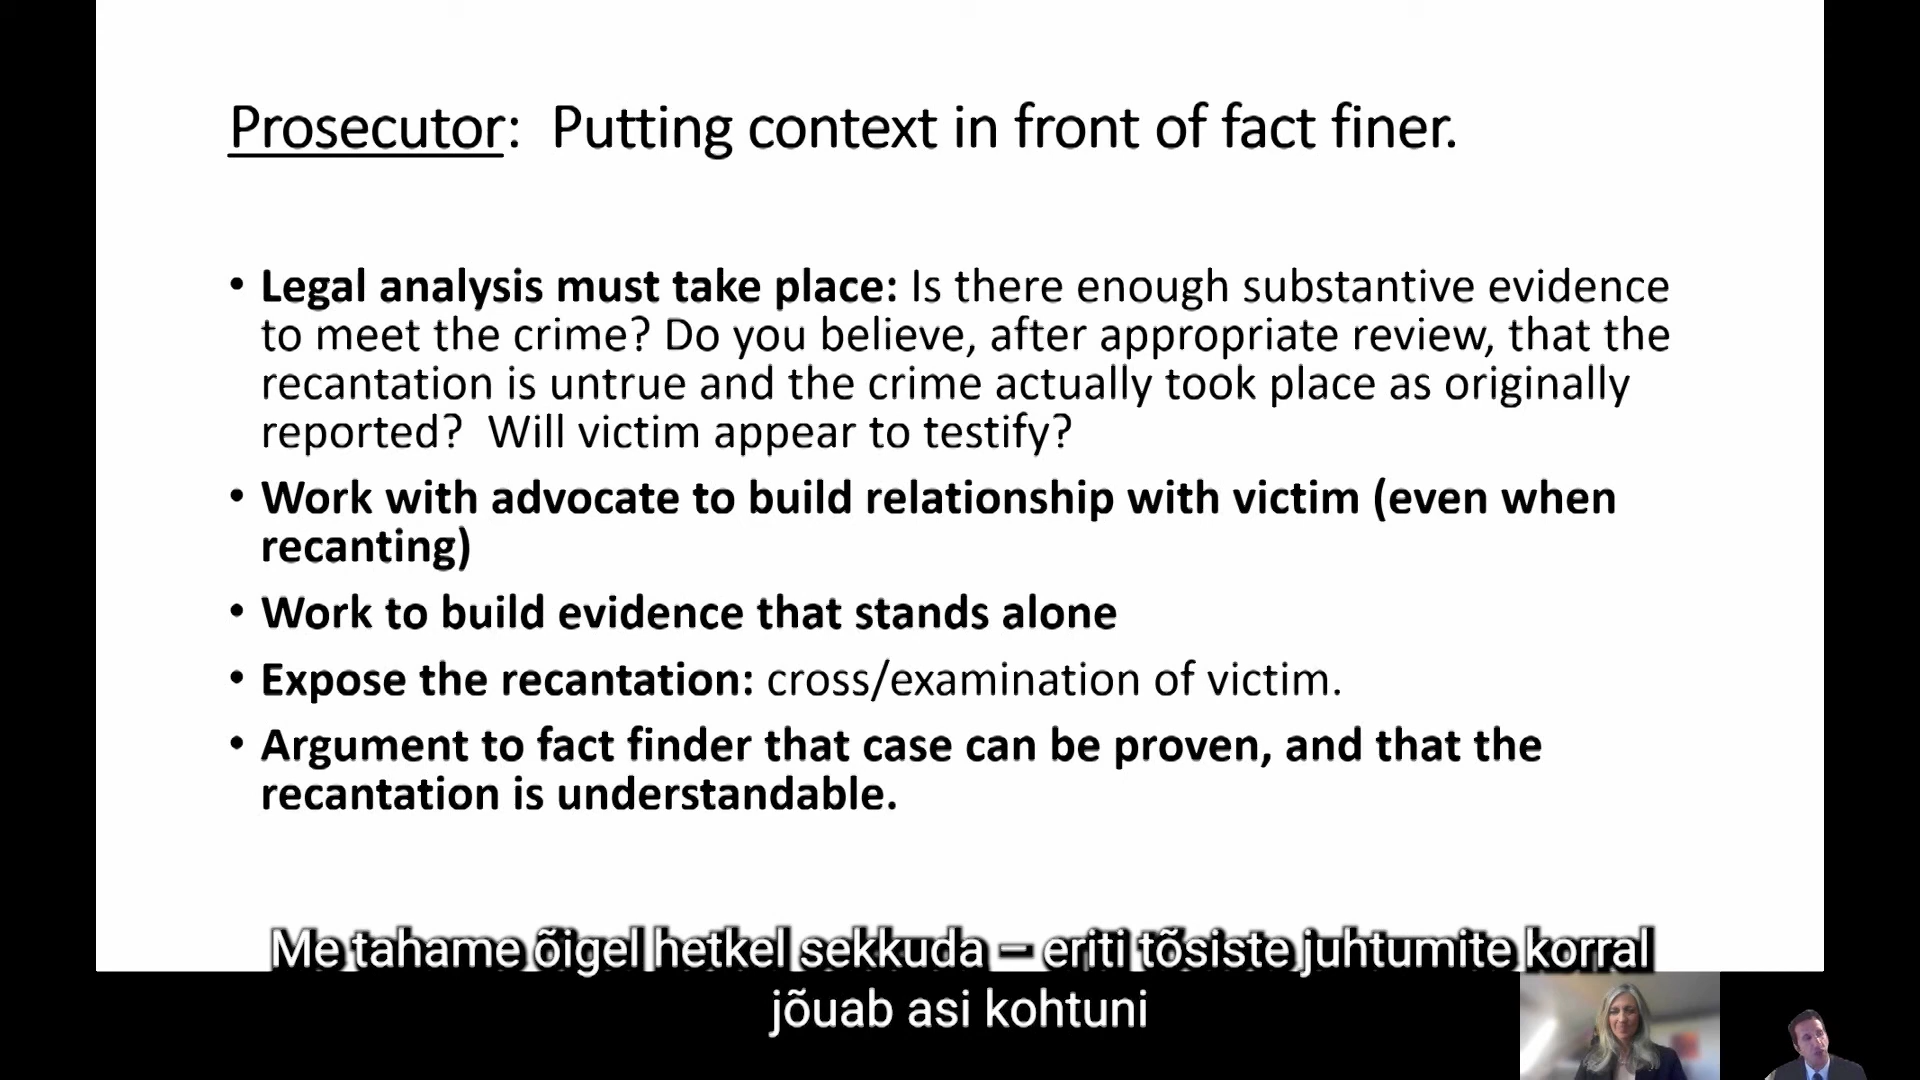 Prosecutor:  Putting context in front of fact finer.
• Legal analysis must take place: Is there enough substantive evidence
to meet the crime? Do you believe, after appropriate review, that the
recantation is untrue and the crime actually took place as originally
reported?  Will victim appear to testify?
• Work with advocate to build relationship with victim (even when
recanting)
• Work to build evidence that stands alone
• Expose the recantation: cross/examination of victim.
• Argument to fact finder that case can be proven, and that the
recantation is understandable.
Me tahame õigel hetkel sekkuda – eriti tõsiste juhtumite korral
jõuab asi kohtuni